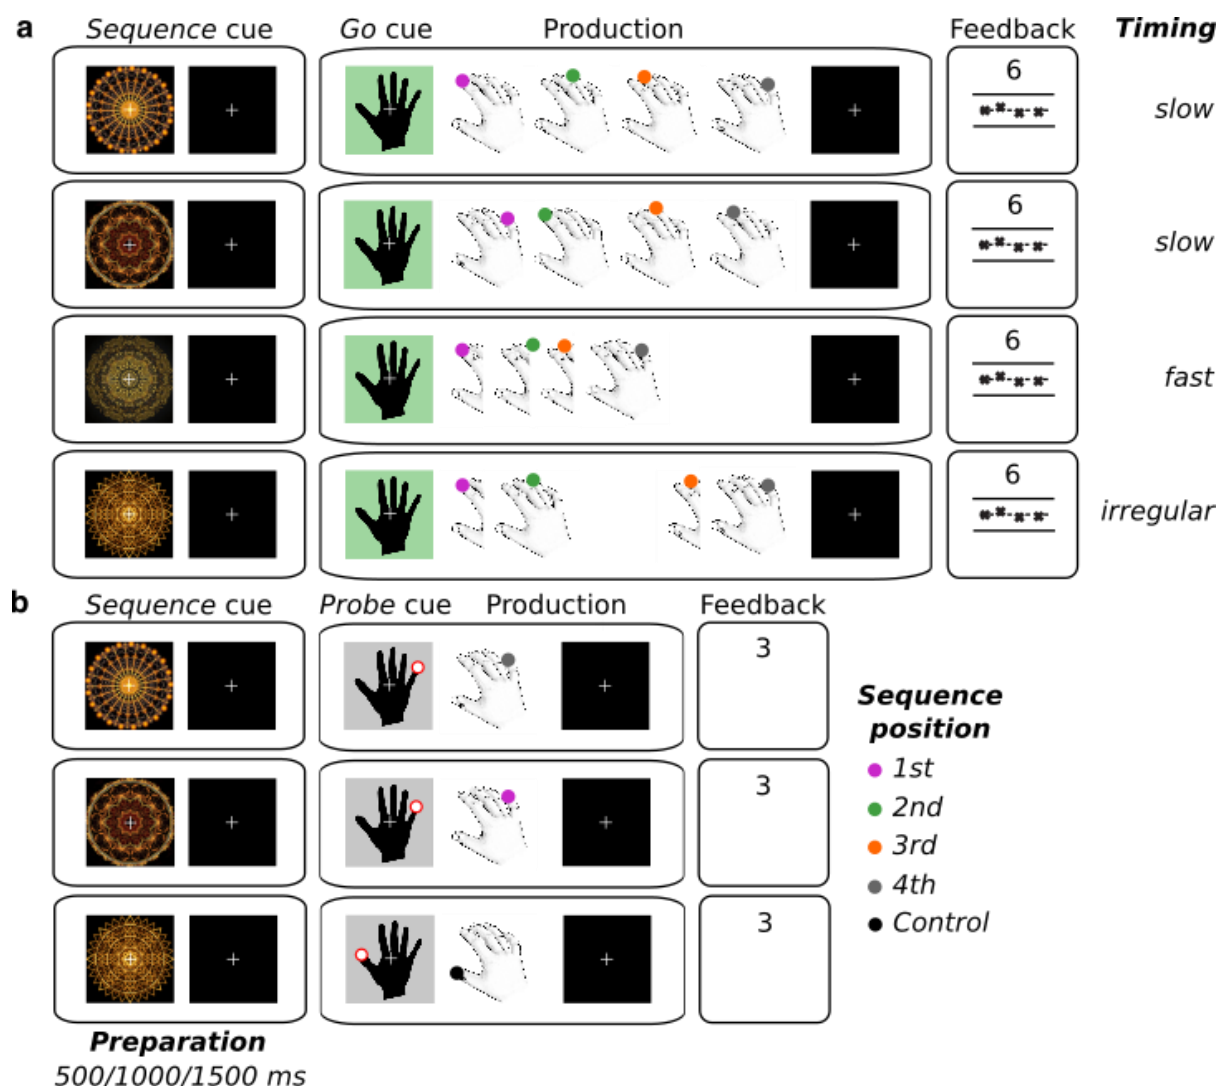 a
Sequence cue
Go cue
Production
Feedback
Timing
6
slow
6
slow
6
fast
6
irregular
b
Sequence cue
Probe cue
Production
Feedback
3
3
3
Sequence
position
1st
2nd
3rd
4th
Control
Preparation
500/1000/1500 ms